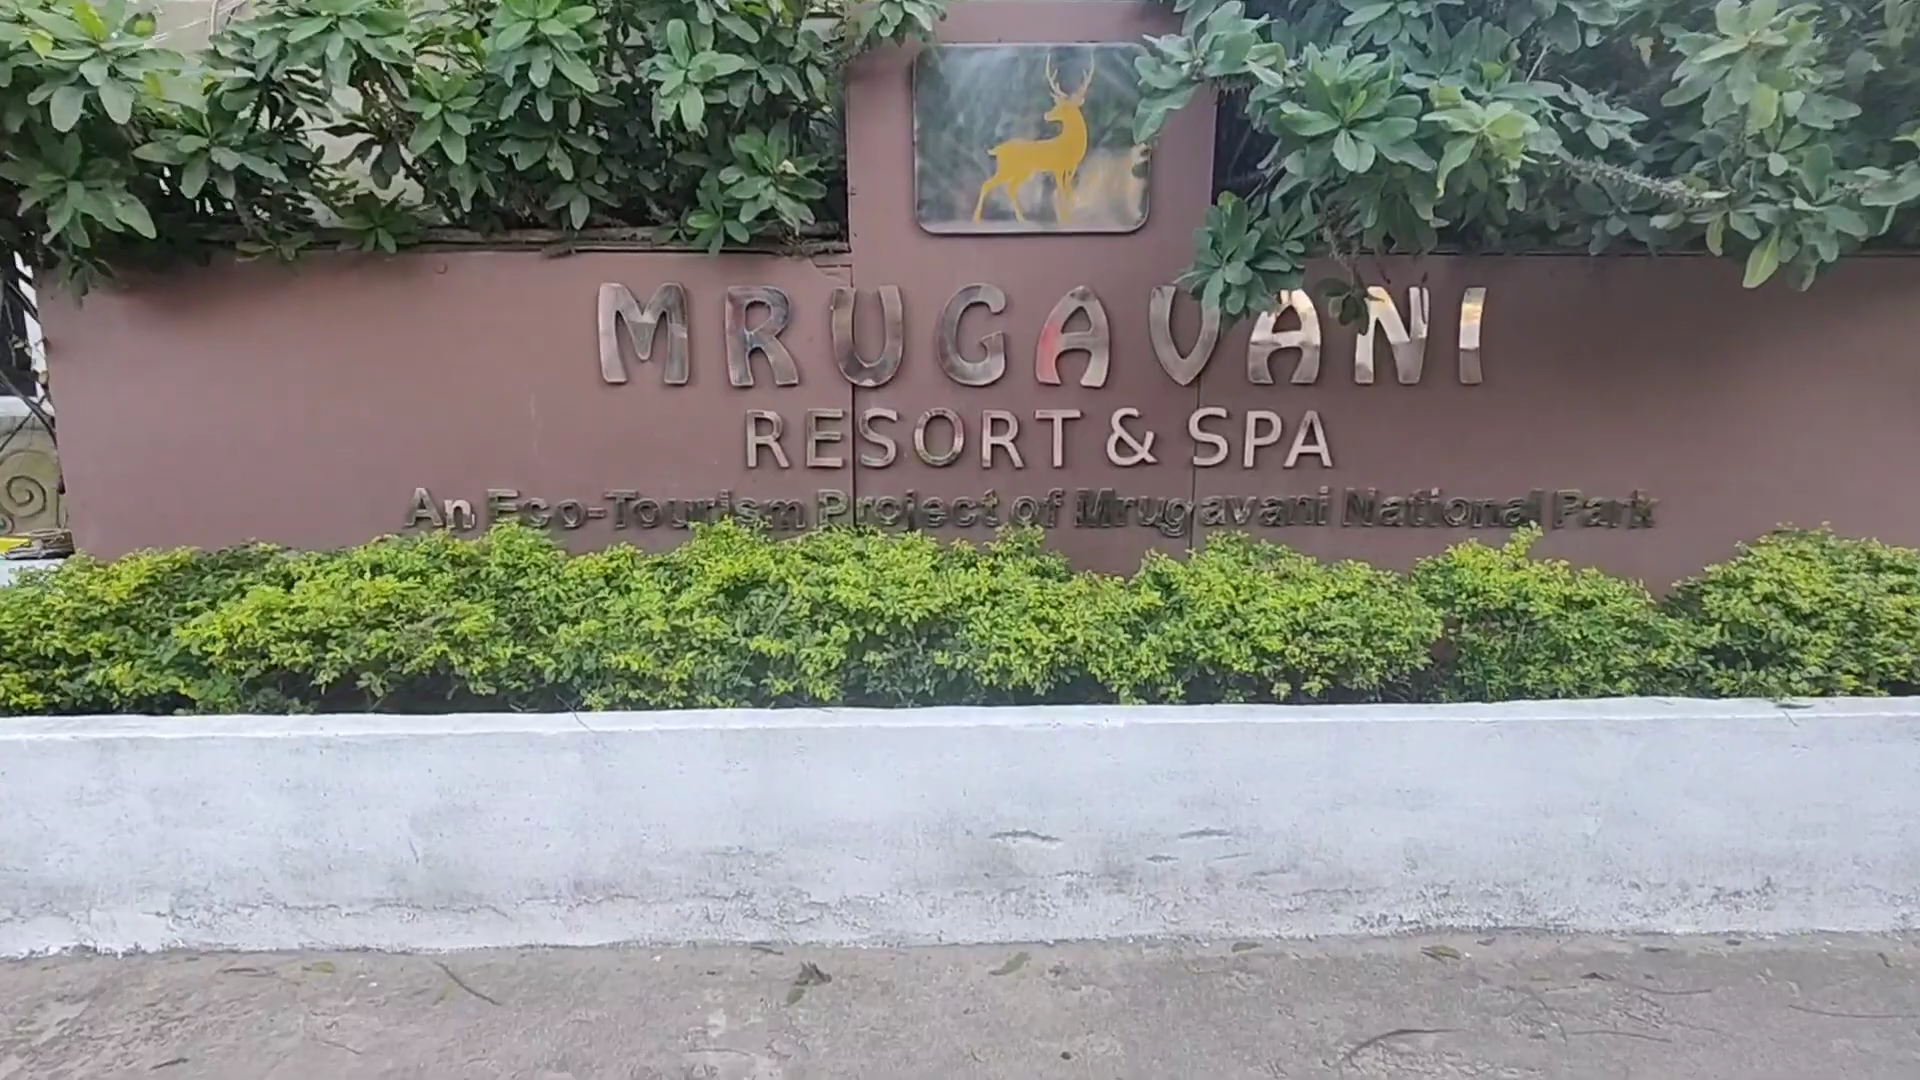 MRUGAVANI
RESORT & SPA
An Eco-Tourism Project of Mrugavani National Park